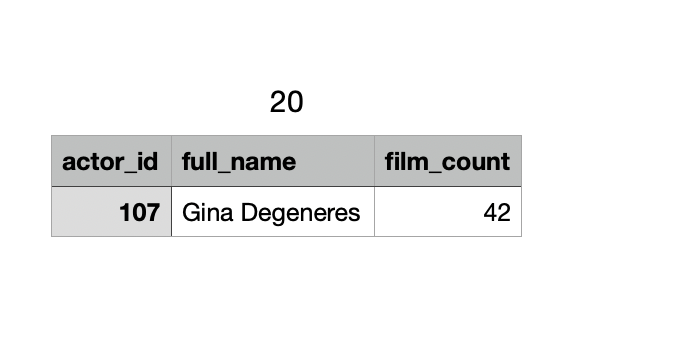 20
actor_id full_name film_count
107 Gina Degeneres 42